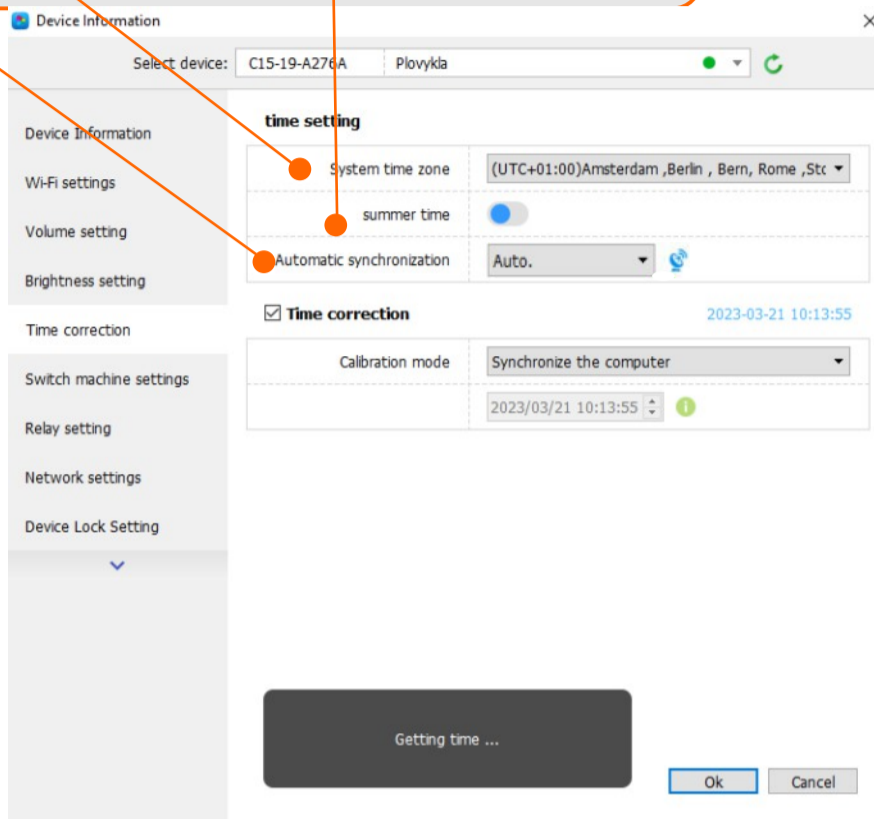 Device Information
Select device: C15-19-A276A Plovykla
Device Information
Wi-Fi settings
Volume setting
Brightness setting
Time correction
Switch machine settings
Relay setting
Network settings
Device Lock Setting
time setting
System time zone (UTC+01:00)Amsterdam ,Berlin , Bern, Rome ,Stc
summer time
Automatic synchronization Auto.
Time correction 2023-03-21 10:13:55
Calibration mode Synchronize the computer
2023/03/21 10:13:55
Getting time ...
Ok Cancel